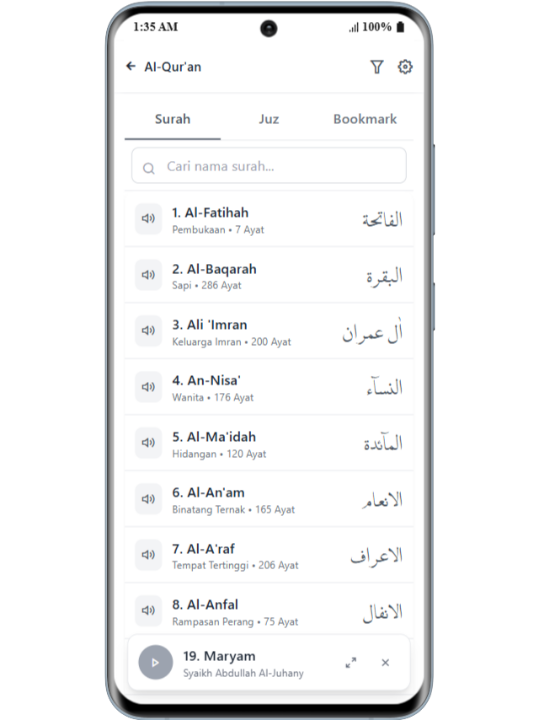 1:35 AM 100%
Al-Qur'an
Surah Juz Bookmark
Cari nama surah...
1. Al-Fatihah الفاتحة
Pembukaan • 7 Ayat
2. Al-Baqarah البقرة
Sapi • 286 Ayat
3. Ali 'Imran اٰل عمران
Keluarga Imran • 200 Ayat
4. An-Nisa' النساۤء
Wanita • 176 Ayat
5. Al-Ma'idah الماۤئدة
Hidangan • 120 Ayat
6. Al-An'am الانعام
Binatang Ternak • 165 Ayat
7. Al-A'raf الاعراف
Tempat Tertinggi • 206 Ayat
8. Al-Anfal الانفال
Rampasan Perang • 75 Ayat
19. Maryam
Syaikh Abdullah Al-Juhany